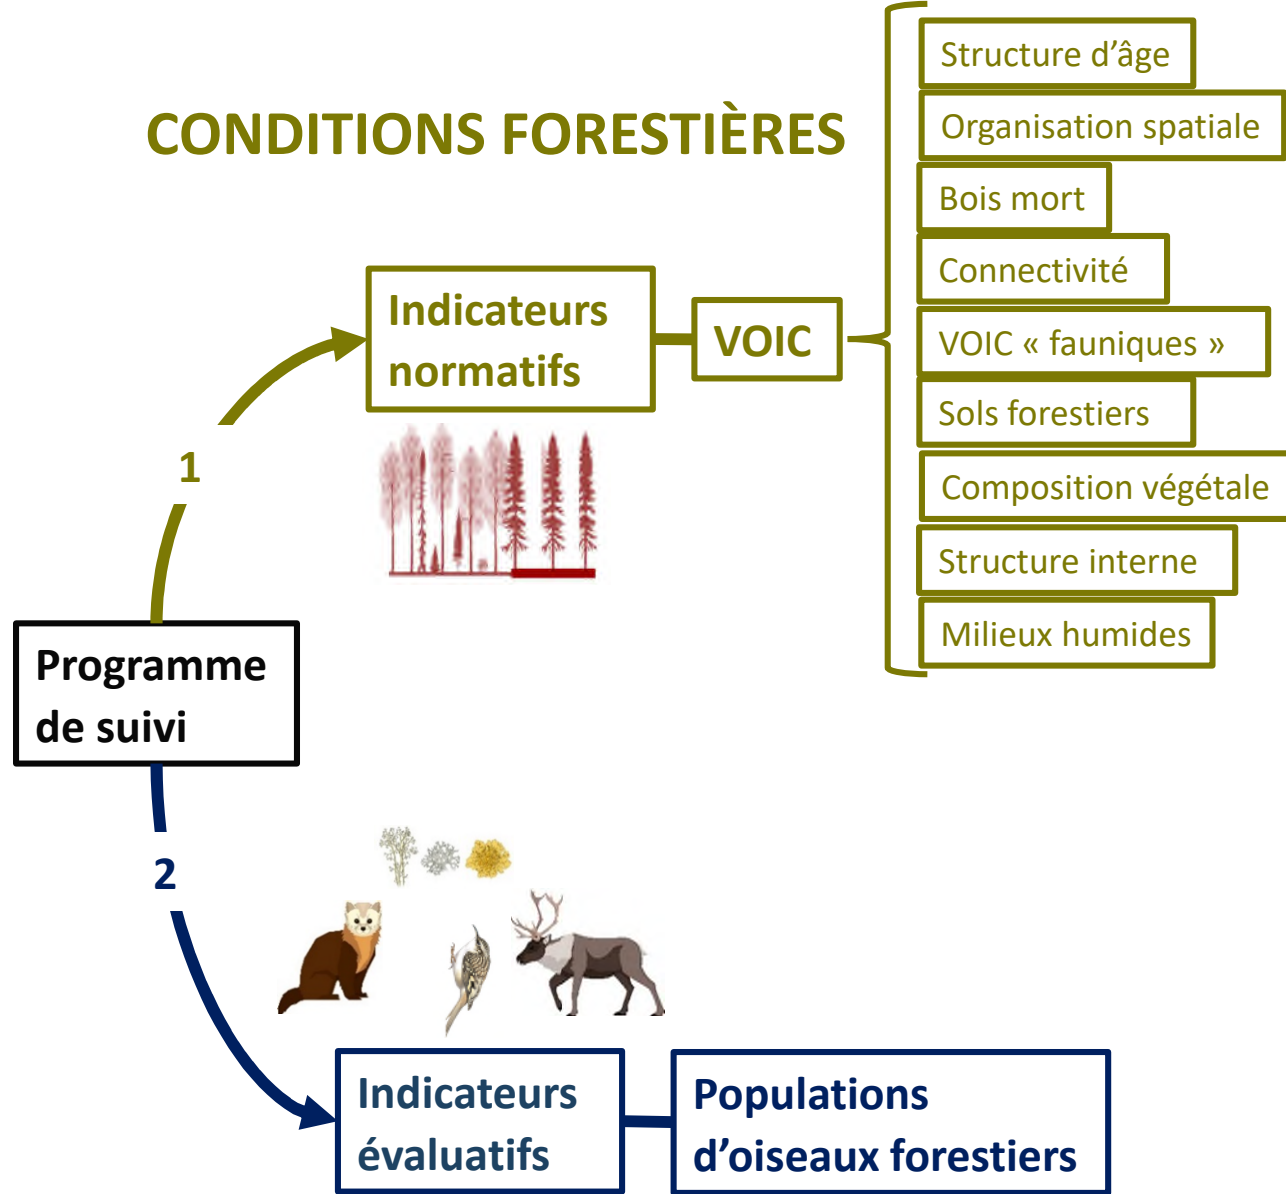 CONDITIONS FORESTIÈRES
Structure d’âge
Organisation spatiale
Bois mort
Connectivité
VOIC « fauniques »
Sols forestiers
Composition végétale
Structure interne
Milieux humides
Indicateurs
normatifs
VOIC
1
Programme
de suivi
2
Indicateurs
évaluatifs
Populations
d’oiseaux forestiers